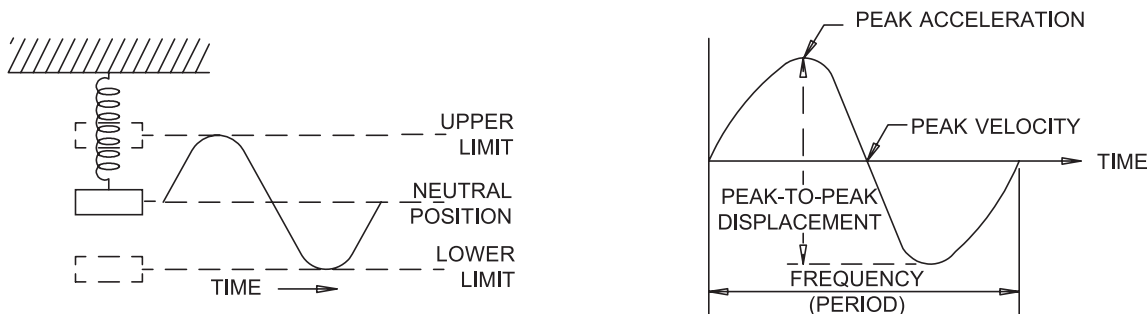 UPPER
LIMIT
NEUTRAL
POSITION
LOWER
LIMIT
TIME
PEAK ACCELERATION
PEAK VELOCITY
TIME
PEAK-TO-PEAK
DISPLACEMENT
FREQUENCY
(PERIOD)